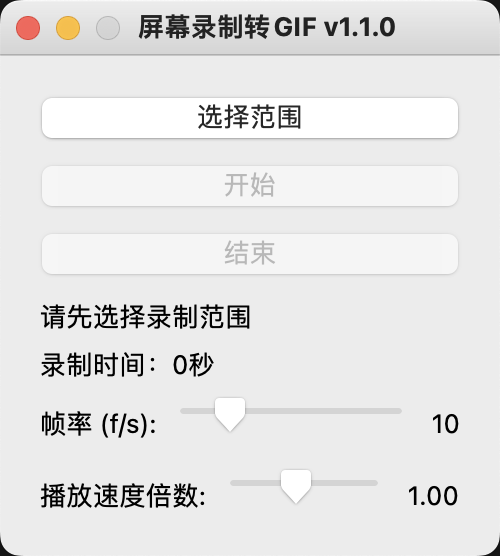 屏幕录制转GIF v1.1.0
选择范围
开始
结束
请先选择录制范围
录制时间：0秒
帧率 (f/s): 10
播放速度倍数: 1.00